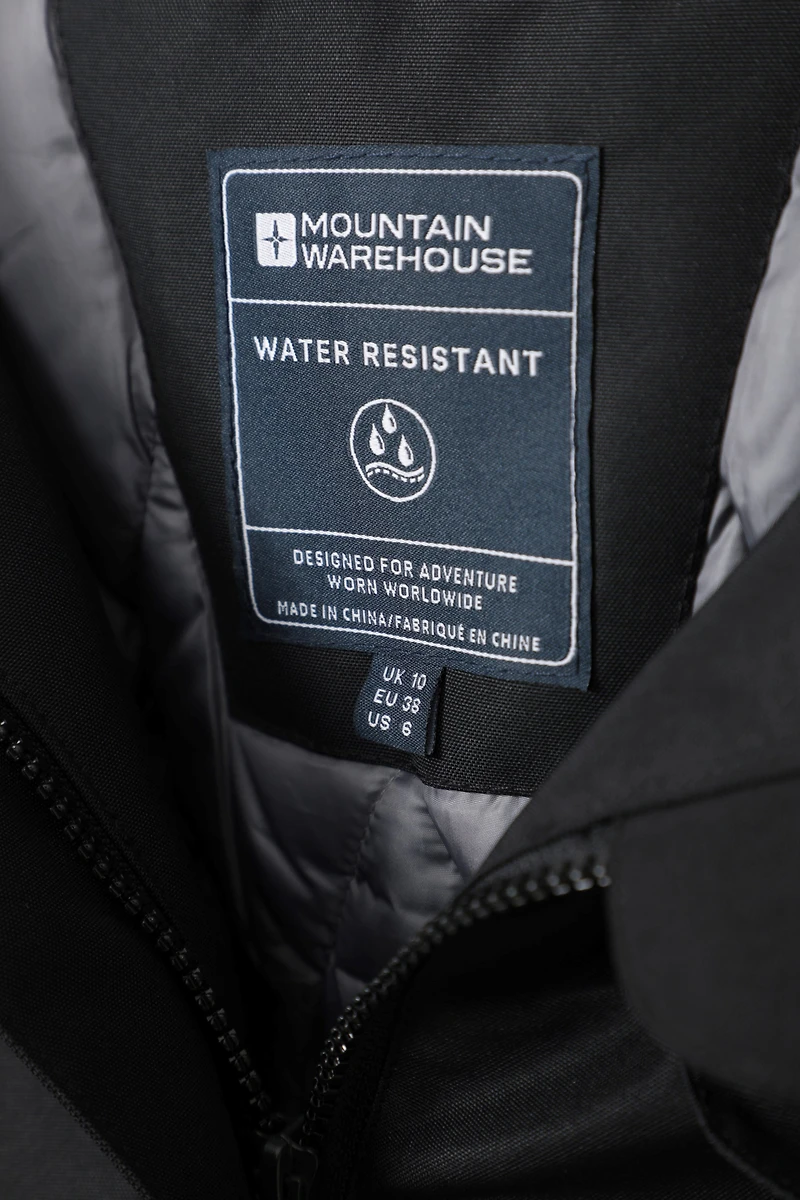 MOUNTAIN
WAREHOUSE
WATER RESISTANT
DESIGNED FOR ADVENTURE
WORN WORLDWIDE
MADE IN CHINA/FABRIQUÉ EN CHINE
UK 10
EU 38
US 6